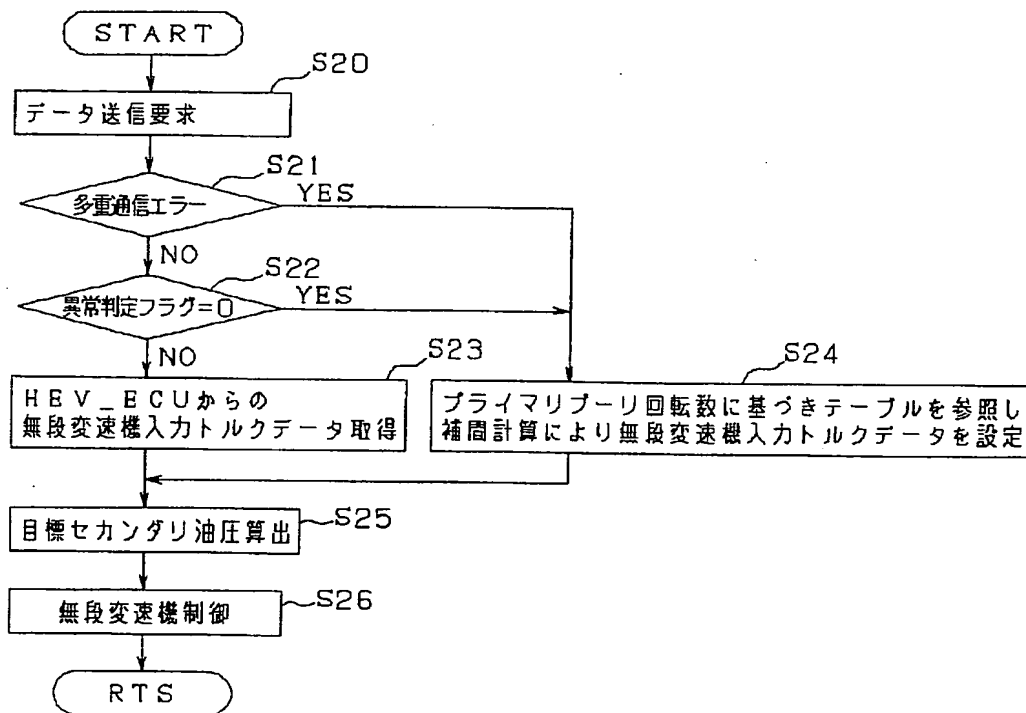 START
S20
データ送信要求
S21
多重通信エラー
YES
NO
S22
異常判定フラグ=0
YES
NO
S23
HEV_ECUからの
無段変速機入力トルクデータ取得
S24
プライマリプーリ回転数に基づきテーブルを参照し
補間計算により無段変速機入力トルクデータを設定
S25
目標セカンダリ油圧算出
S26
無段変速機制御
RTS